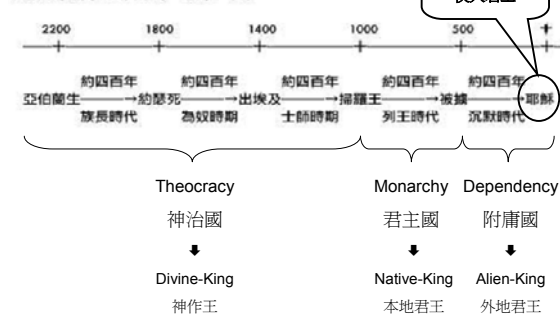 2200 1800 1400 1000 500
約四百年 約四百年 約四百年 約四百年 約四百年
亞伯蘭生——→約瑟死——→出埃及——→掃羅王——→被擄——→耶穌
族長時代 為奴時期 士師時期 列王時代 沉默時代
Theocracy Monarchy Dependency
神治國 君主國 附庸國
Divine-King Native-King Alien-King
神作王 本地君王 外地君王